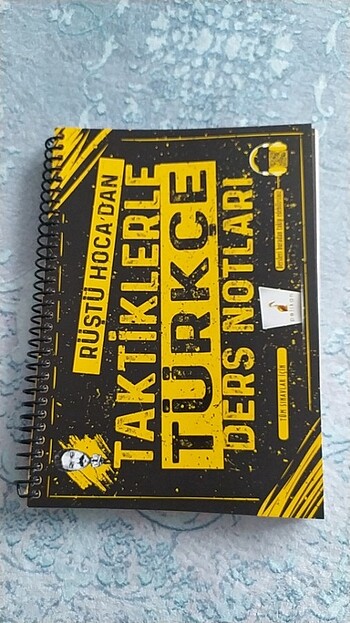 RÜŞTÜ HOCA'DAN
TAKTİKLERLE
TÜRKÇE
DERS NOTLARI
TÜM SINAVLAR İÇİN